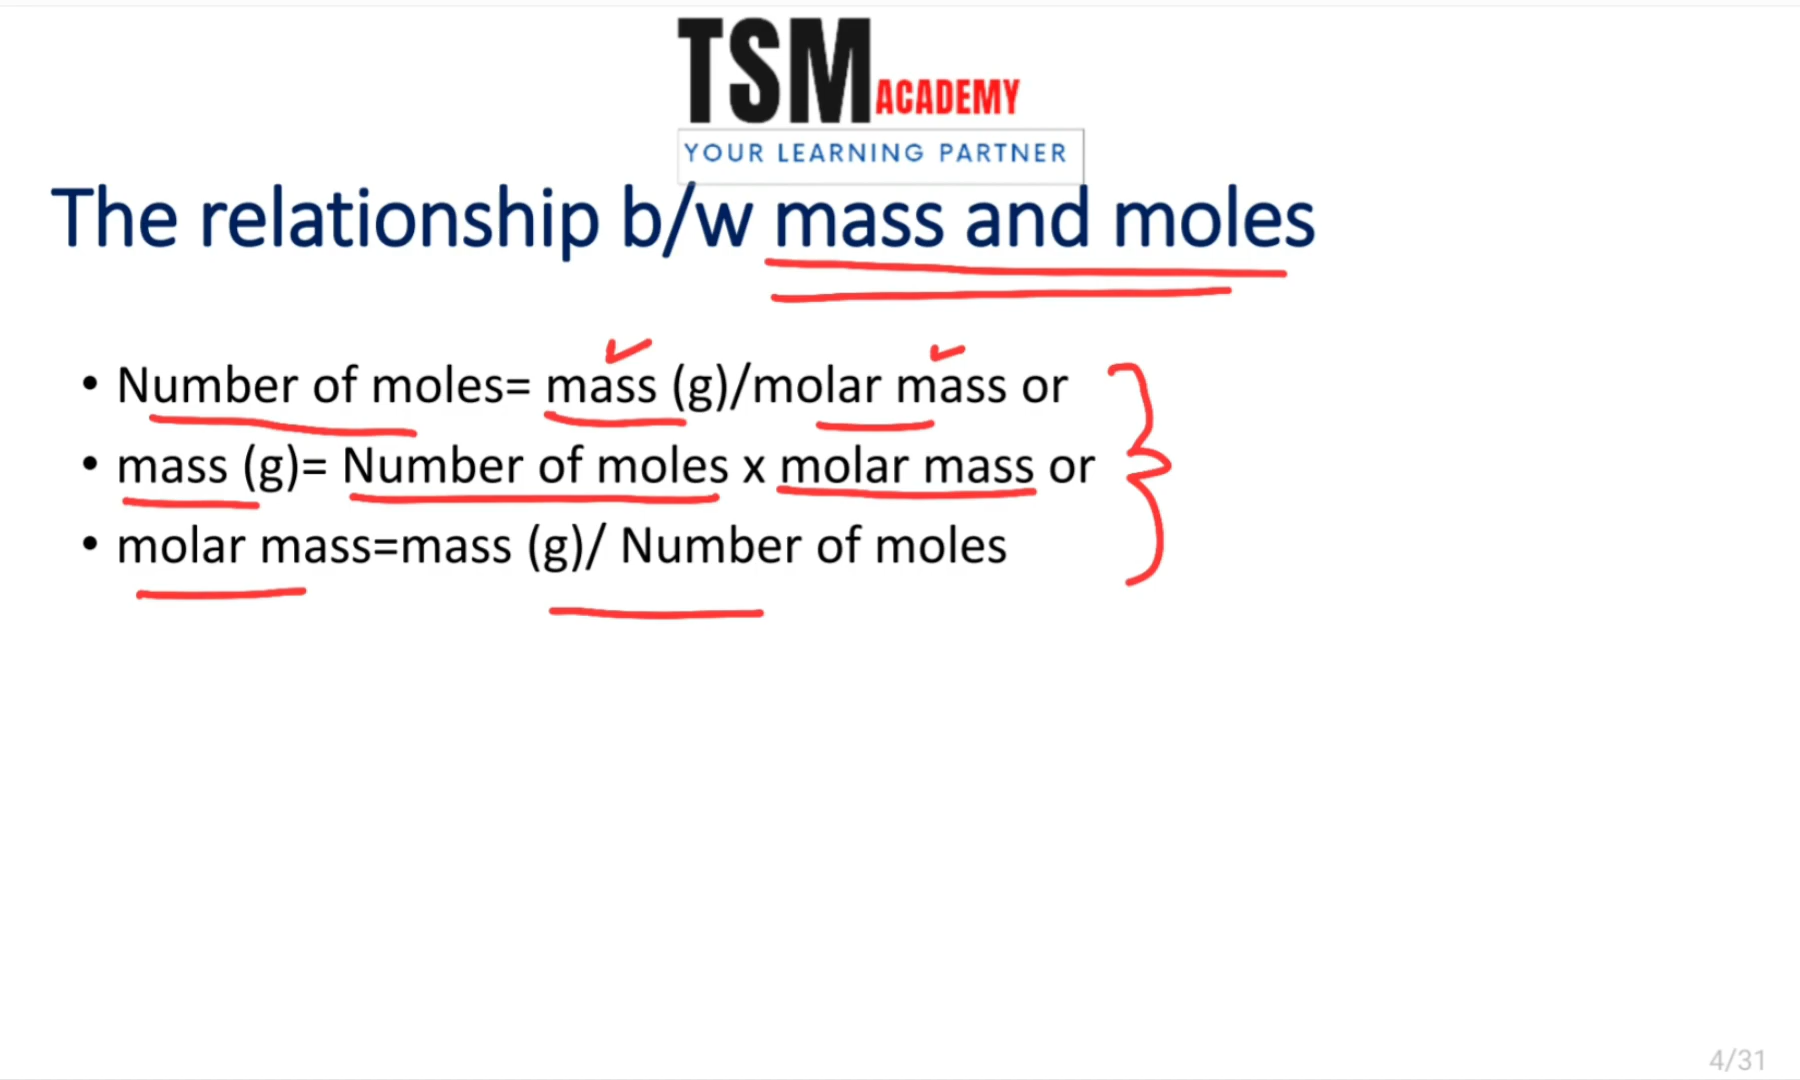 TSM ACADEMY
YOUR LEARNING PARTNER
The relationship b/w mass and moles
• Number of moles= mass (g)/molar mass or
• mass (g)= Number of moles x molar mass or
• molar mass=mass (g)/ Number of moles
4/31